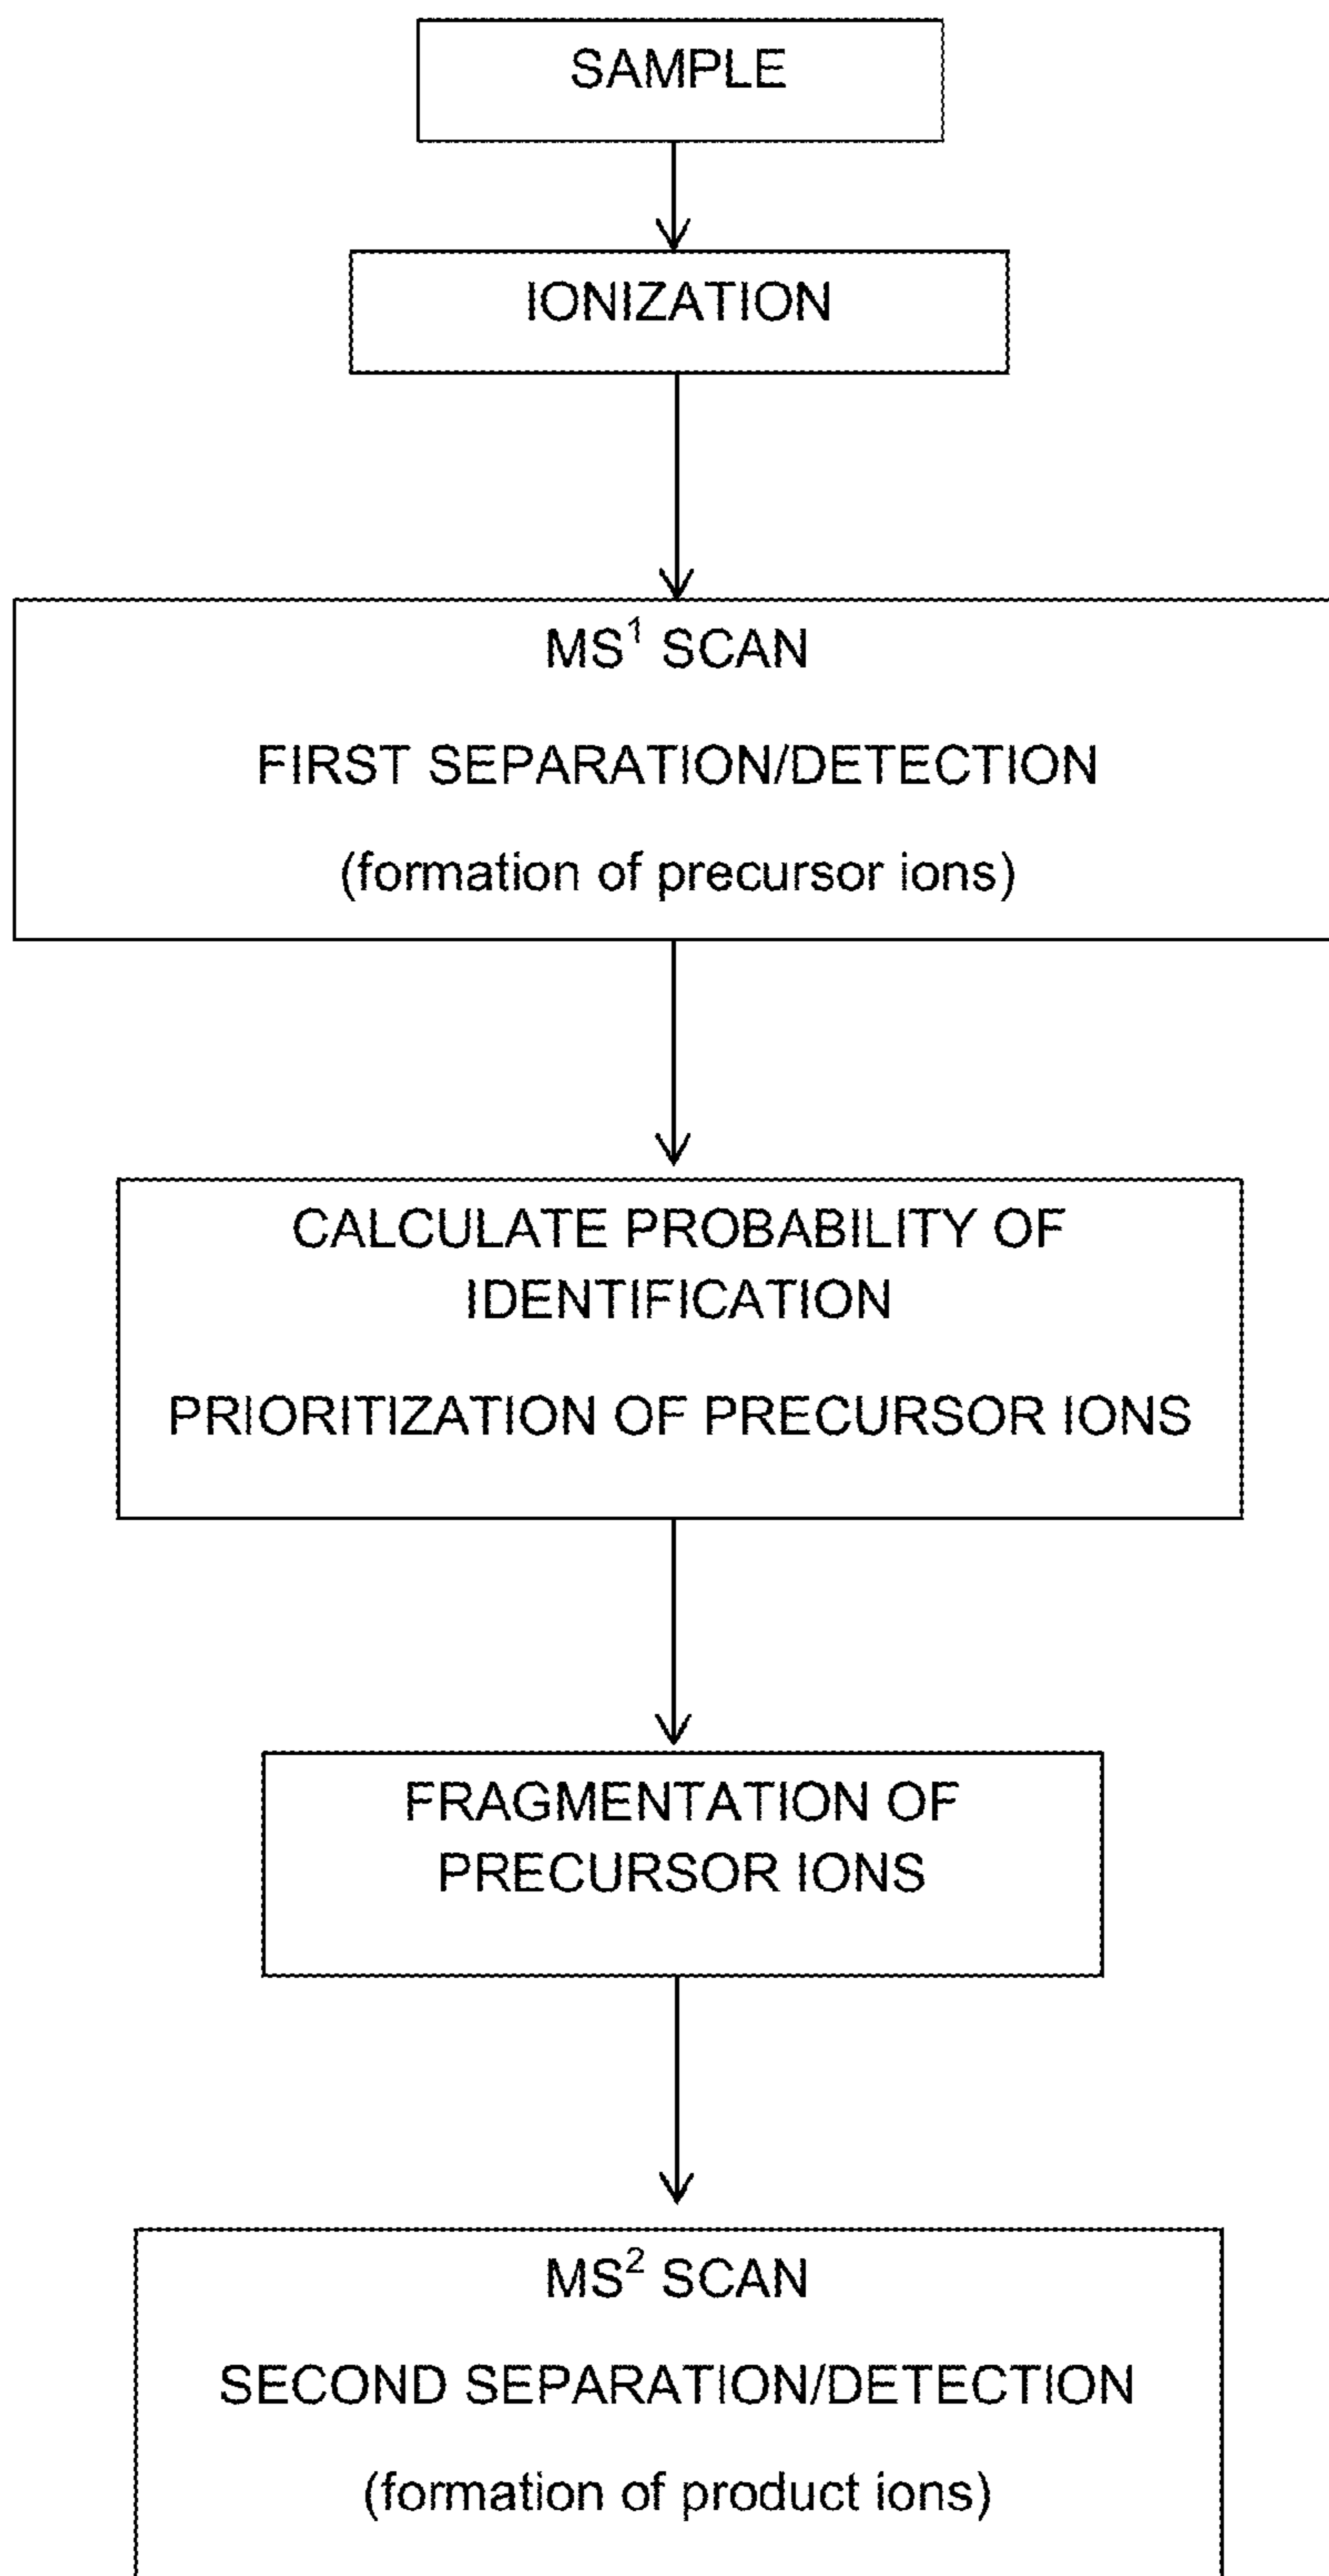 SAMPLE
IONIZATION
MS¹ SCAN
FIRST SEPARATION/DETECTION
(formation of precursor ions)
CALCULATE PROBABILITY OF
IDENTIFICATION
PRIORITIZATION OF PRECURSOR IONS
FRAGMENTATION OF
PRECURSOR IONS
MS² SCAN
SECOND SEPARATION/DETECTION
(formation of product ions)